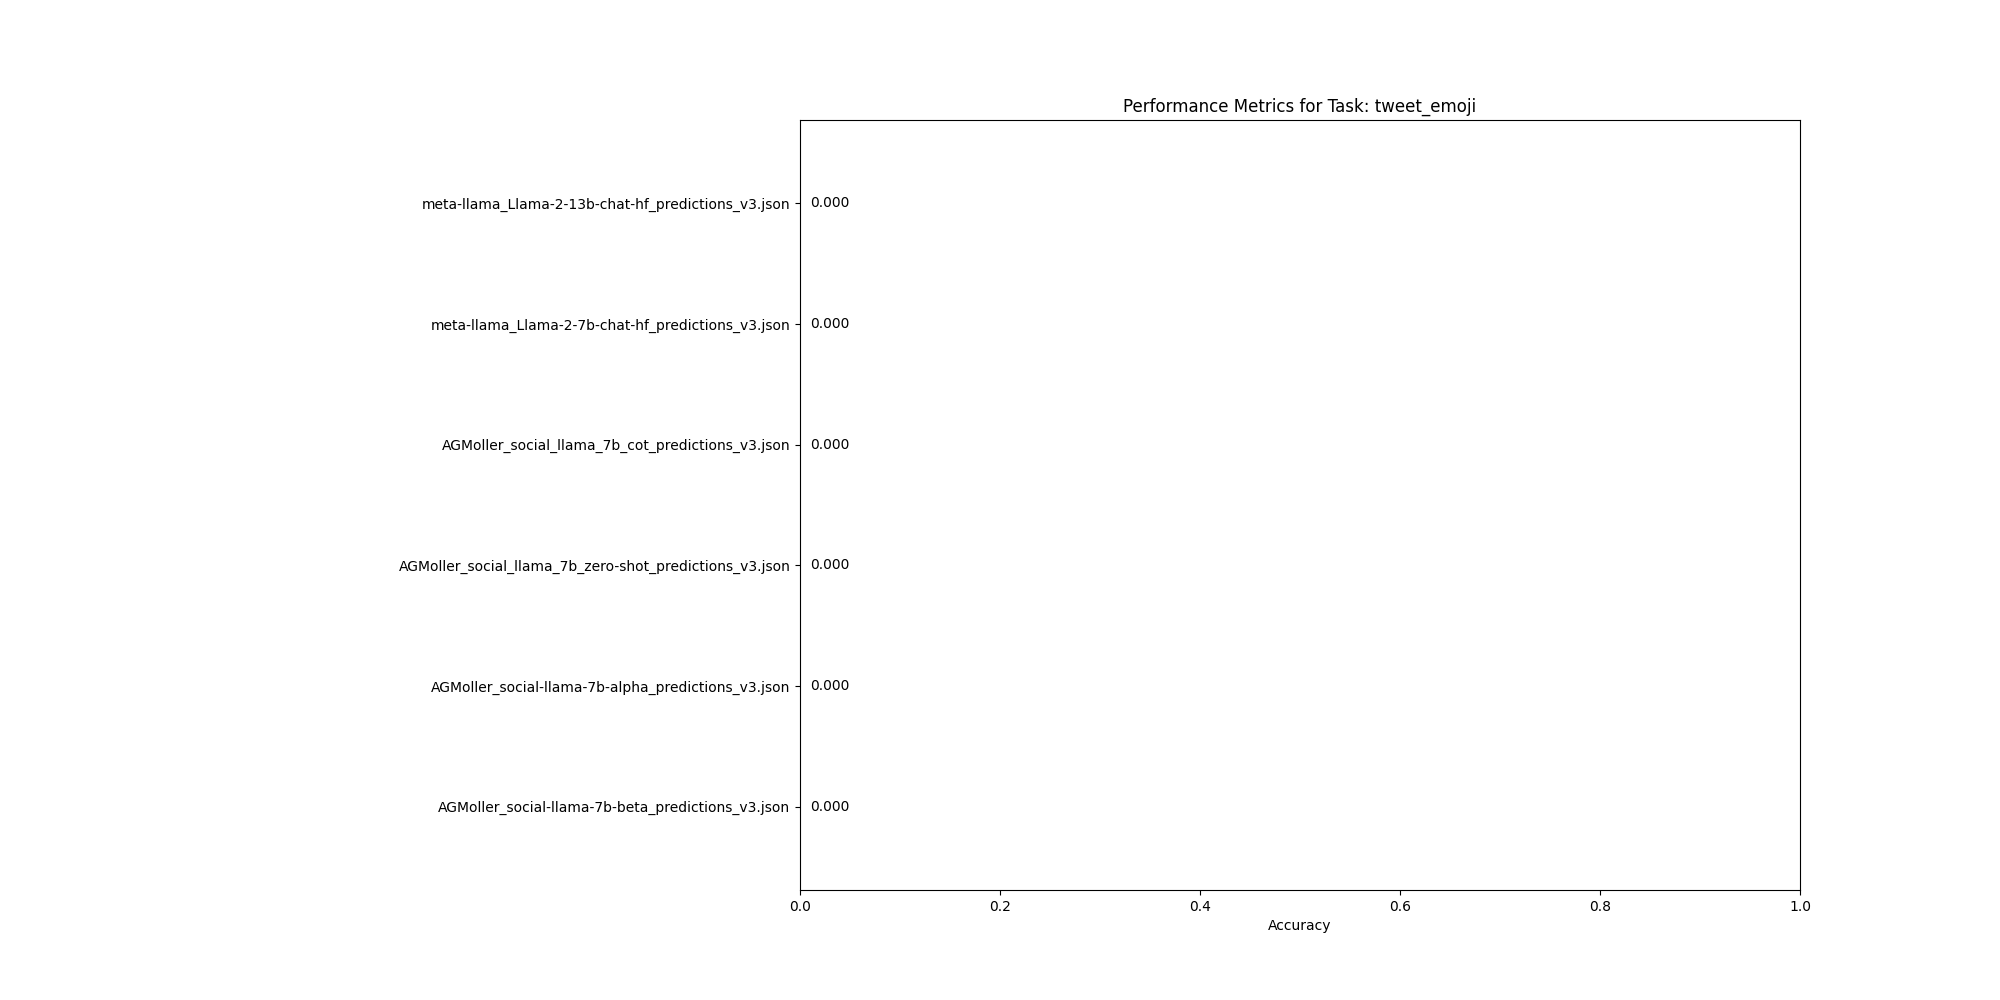 Performance Metrics for Task: tweet_emoji
meta-llama_Llama-2-13b-chat-hf_predictions_v3.json 0.000
meta-llama_Llama-2-7b-chat-hf_predictions_v3.json 0.000
AGMoller_social_llama_7b_cot_predictions_v3.json 0.000
AGMoller_social_llama_7b_zero-shot_predictions_v3.json 0.000
AGMoller_social-llama-7b-alpha_predictions_v3.json 0.000
AGMoller_social-llama-7b-beta_predictions_v3.json 0.000
0.0 0.2 0.4 0.6 0.8 1.0
Accuracy